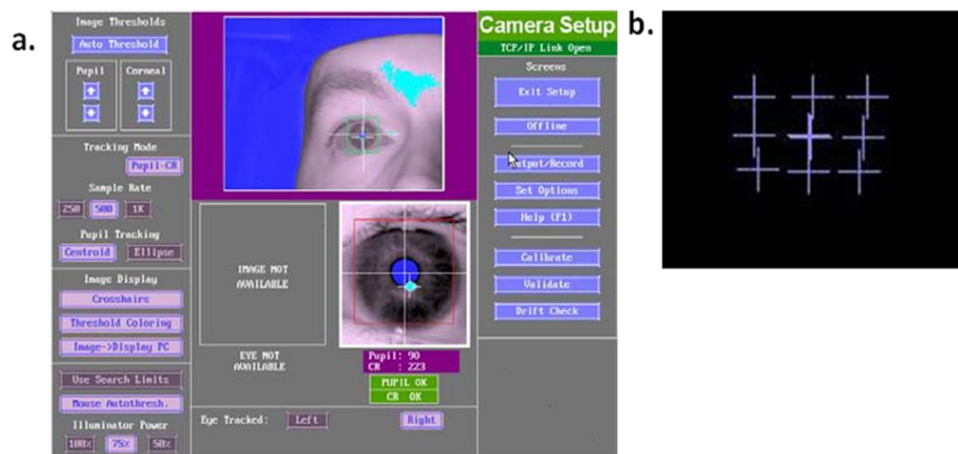 a.
Image Thresholds
Auto Threshold
Pupil Corneal
Tracking Mode
Pupil-CR
Sample Rate
250 500 1K
Pupil Tracking
Centroid Ellipse
Image Display
Crosshairs
Threshold Coloring
Image->Display PC
Use Search Limits
Mouse Autothresh.
Illuminator Power
100% 75% 50%
IMAGE NOT
AVAILABLE
EYE NOT
AVAILABLE
Pupil: 90
CR : 223
PUPIL OK
CR OK
Eye Tracked: Left Right
Camera Setup
TCP/IP Link Open
Screens
Exit Setup
Offline
Output/Record
Set Options
Help (F1)
Calibrate
Validate
Drift Check
b.